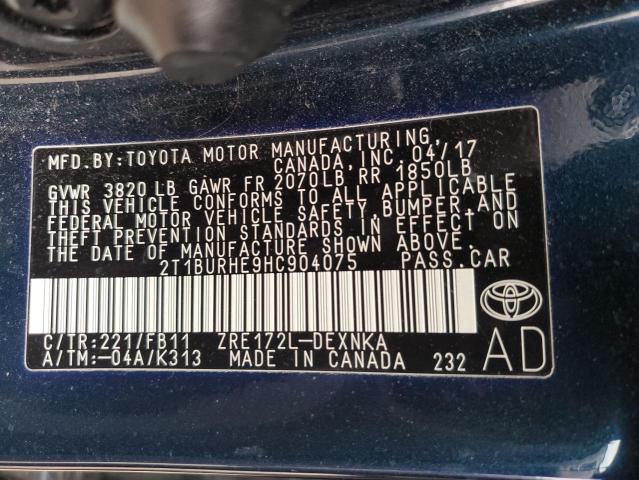 MFD.BY:TOYOTA MOTOR MANUFACTURING,
CANADA, INC. 04/17
GVWR 3820 LB GAWR FR 2070LB, RR 1850LB
THIS VEHICLE CONFORMS TO ALL APPLICABLE
FEDERAL MOTOR VEHICLE SAFETY, BUMPER, AND
THEFT PREVENTION STANDARDS IN EFFECT ON
THE DATE OF MANUFACTURE SHOWN ABOVE.
2T1BURHE9HC904075 PASS.CAR
C/TR:221/FB11 ZRE172L-DEXNKA
A/TM:-04A/K313 MADE IN CANADA 232
TOYOTA
AD